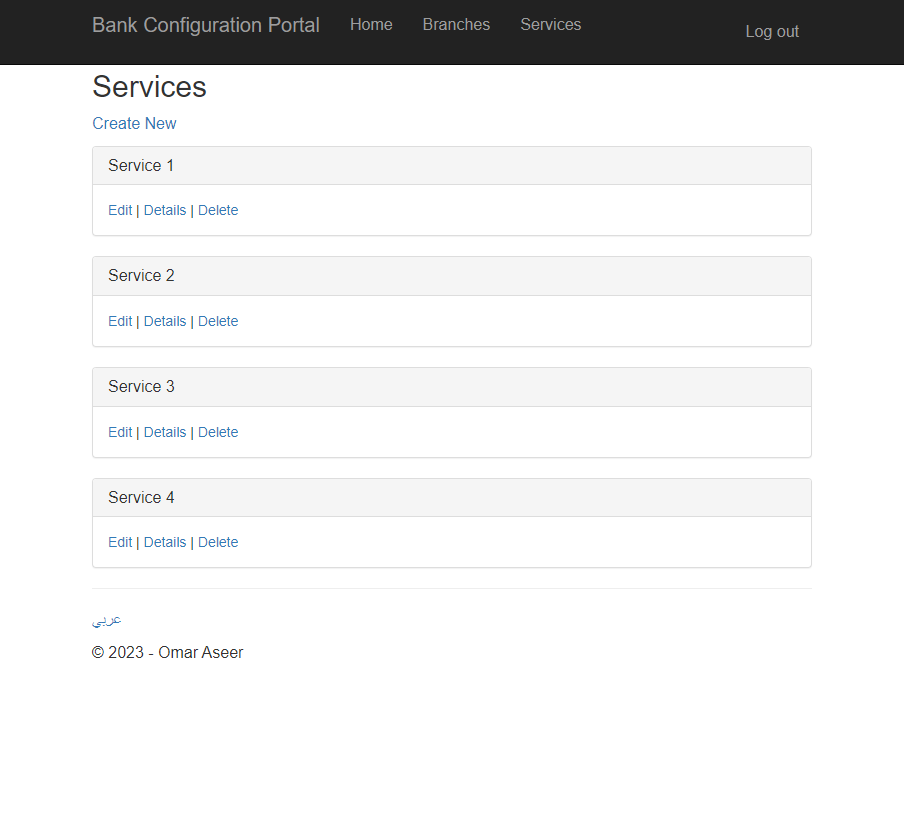 Bank Configuration Portal Home Branches Services Log out
Services
Create New
Service 1
Edit | Details | Delete
Service 2
Edit | Details | Delete
Service 3
Edit | Details | Delete
Service 4
Edit | Details | Delete
عربي
© 2023 - Omar Aseer